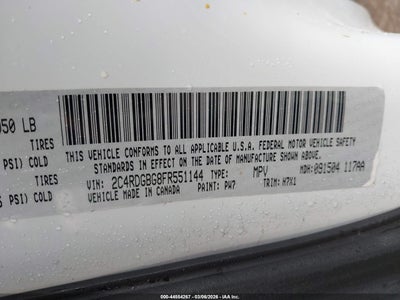 050 LB
TIRES
PSI) COLD
TIRES
PSI) COLD
THIS VEHICLE CONFORMS TO ALL APPLICABLE U.S.A. FEDERAL MOTOR VEHICLE SAFETY
STANDARDS IN EFFECT ON THE DATE OF MANUFACTURE SHOWN ABOVE.
VIN: 2C4RDGBG8FR551144 TYPE: MPV MDH: 091504 117AA
VEHICLE MADE IN CANADA PAINT: PW7 TRIM: H7X1
000-44554267 - 03/06/2026 - IAA Inc.